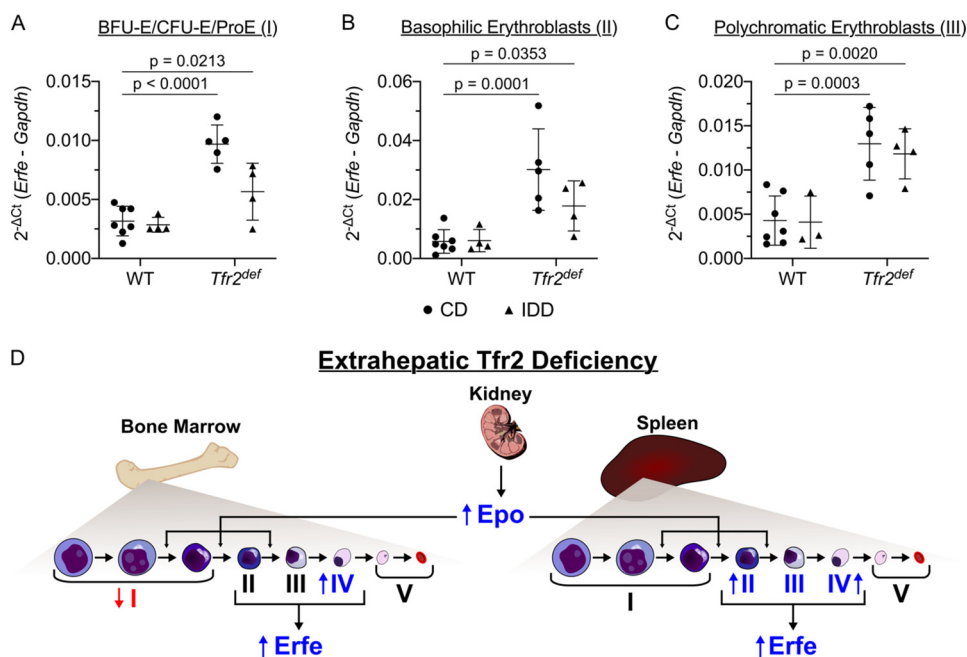 A
BFU-E/CFU-E/ProE (I)
p = 0.0213
p < 0.0001
0.015
0.010
0.005
0.000
2-ΔCt (Erfe - Gapdh)
WT
Tfr2def
B
Basophilic Erythroblasts (II)
p = 0.0353
p = 0.0001
0.06
0.04
0.02
0.00
2-ΔCt (Erfe - Gapdh)
WT
Tfr2def
C
Polychromatic Erythroblasts (III)
p = 0.0020
p = 0.0003
0.020
0.015
0.010
0.005
0.000
2-ΔCt (Erfe - Gapdh)
WT
Tfr2def
● CD ▲ IDD
D
Extrahepatic Tfr2 Deficiency
Kidney
Bone Marrow
Spleen
↑ Epo
↓ I
II
III
↑ IV
V
↑ Erfe
I
↑ II
III
IV ↑
V
↑ Erfe